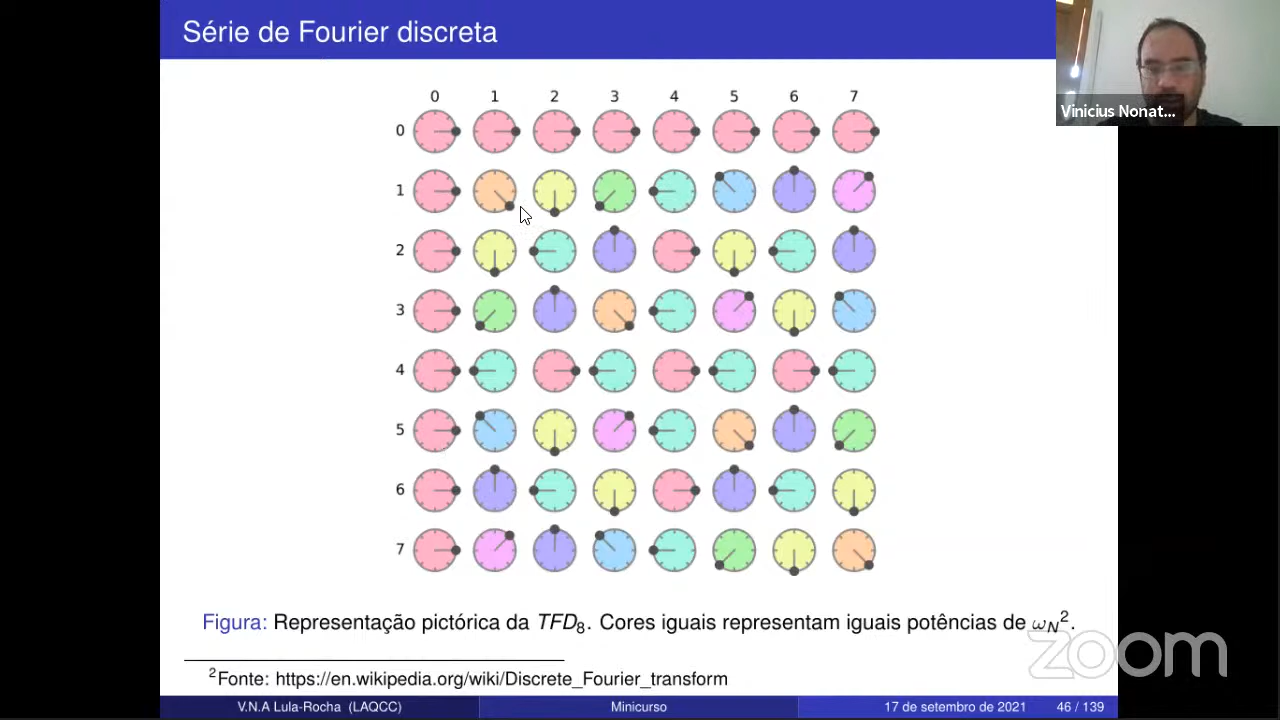 Série de Fourier discreta
Vinicius Nonat...
0 1 2 3 4 5 6 7
0
1
2
3
4
5
6
7
Figura: Representação pictórica da TFD₈. Cores iguais representam iguais potências de ω_N².
zoom
²Fonte: https://en.wikipedia.org/wiki/Discrete_Fourier_transform
V.N.A Lula-Rocha (LAQCC) Minicurso 17 de setembro de 2021 46 / 139